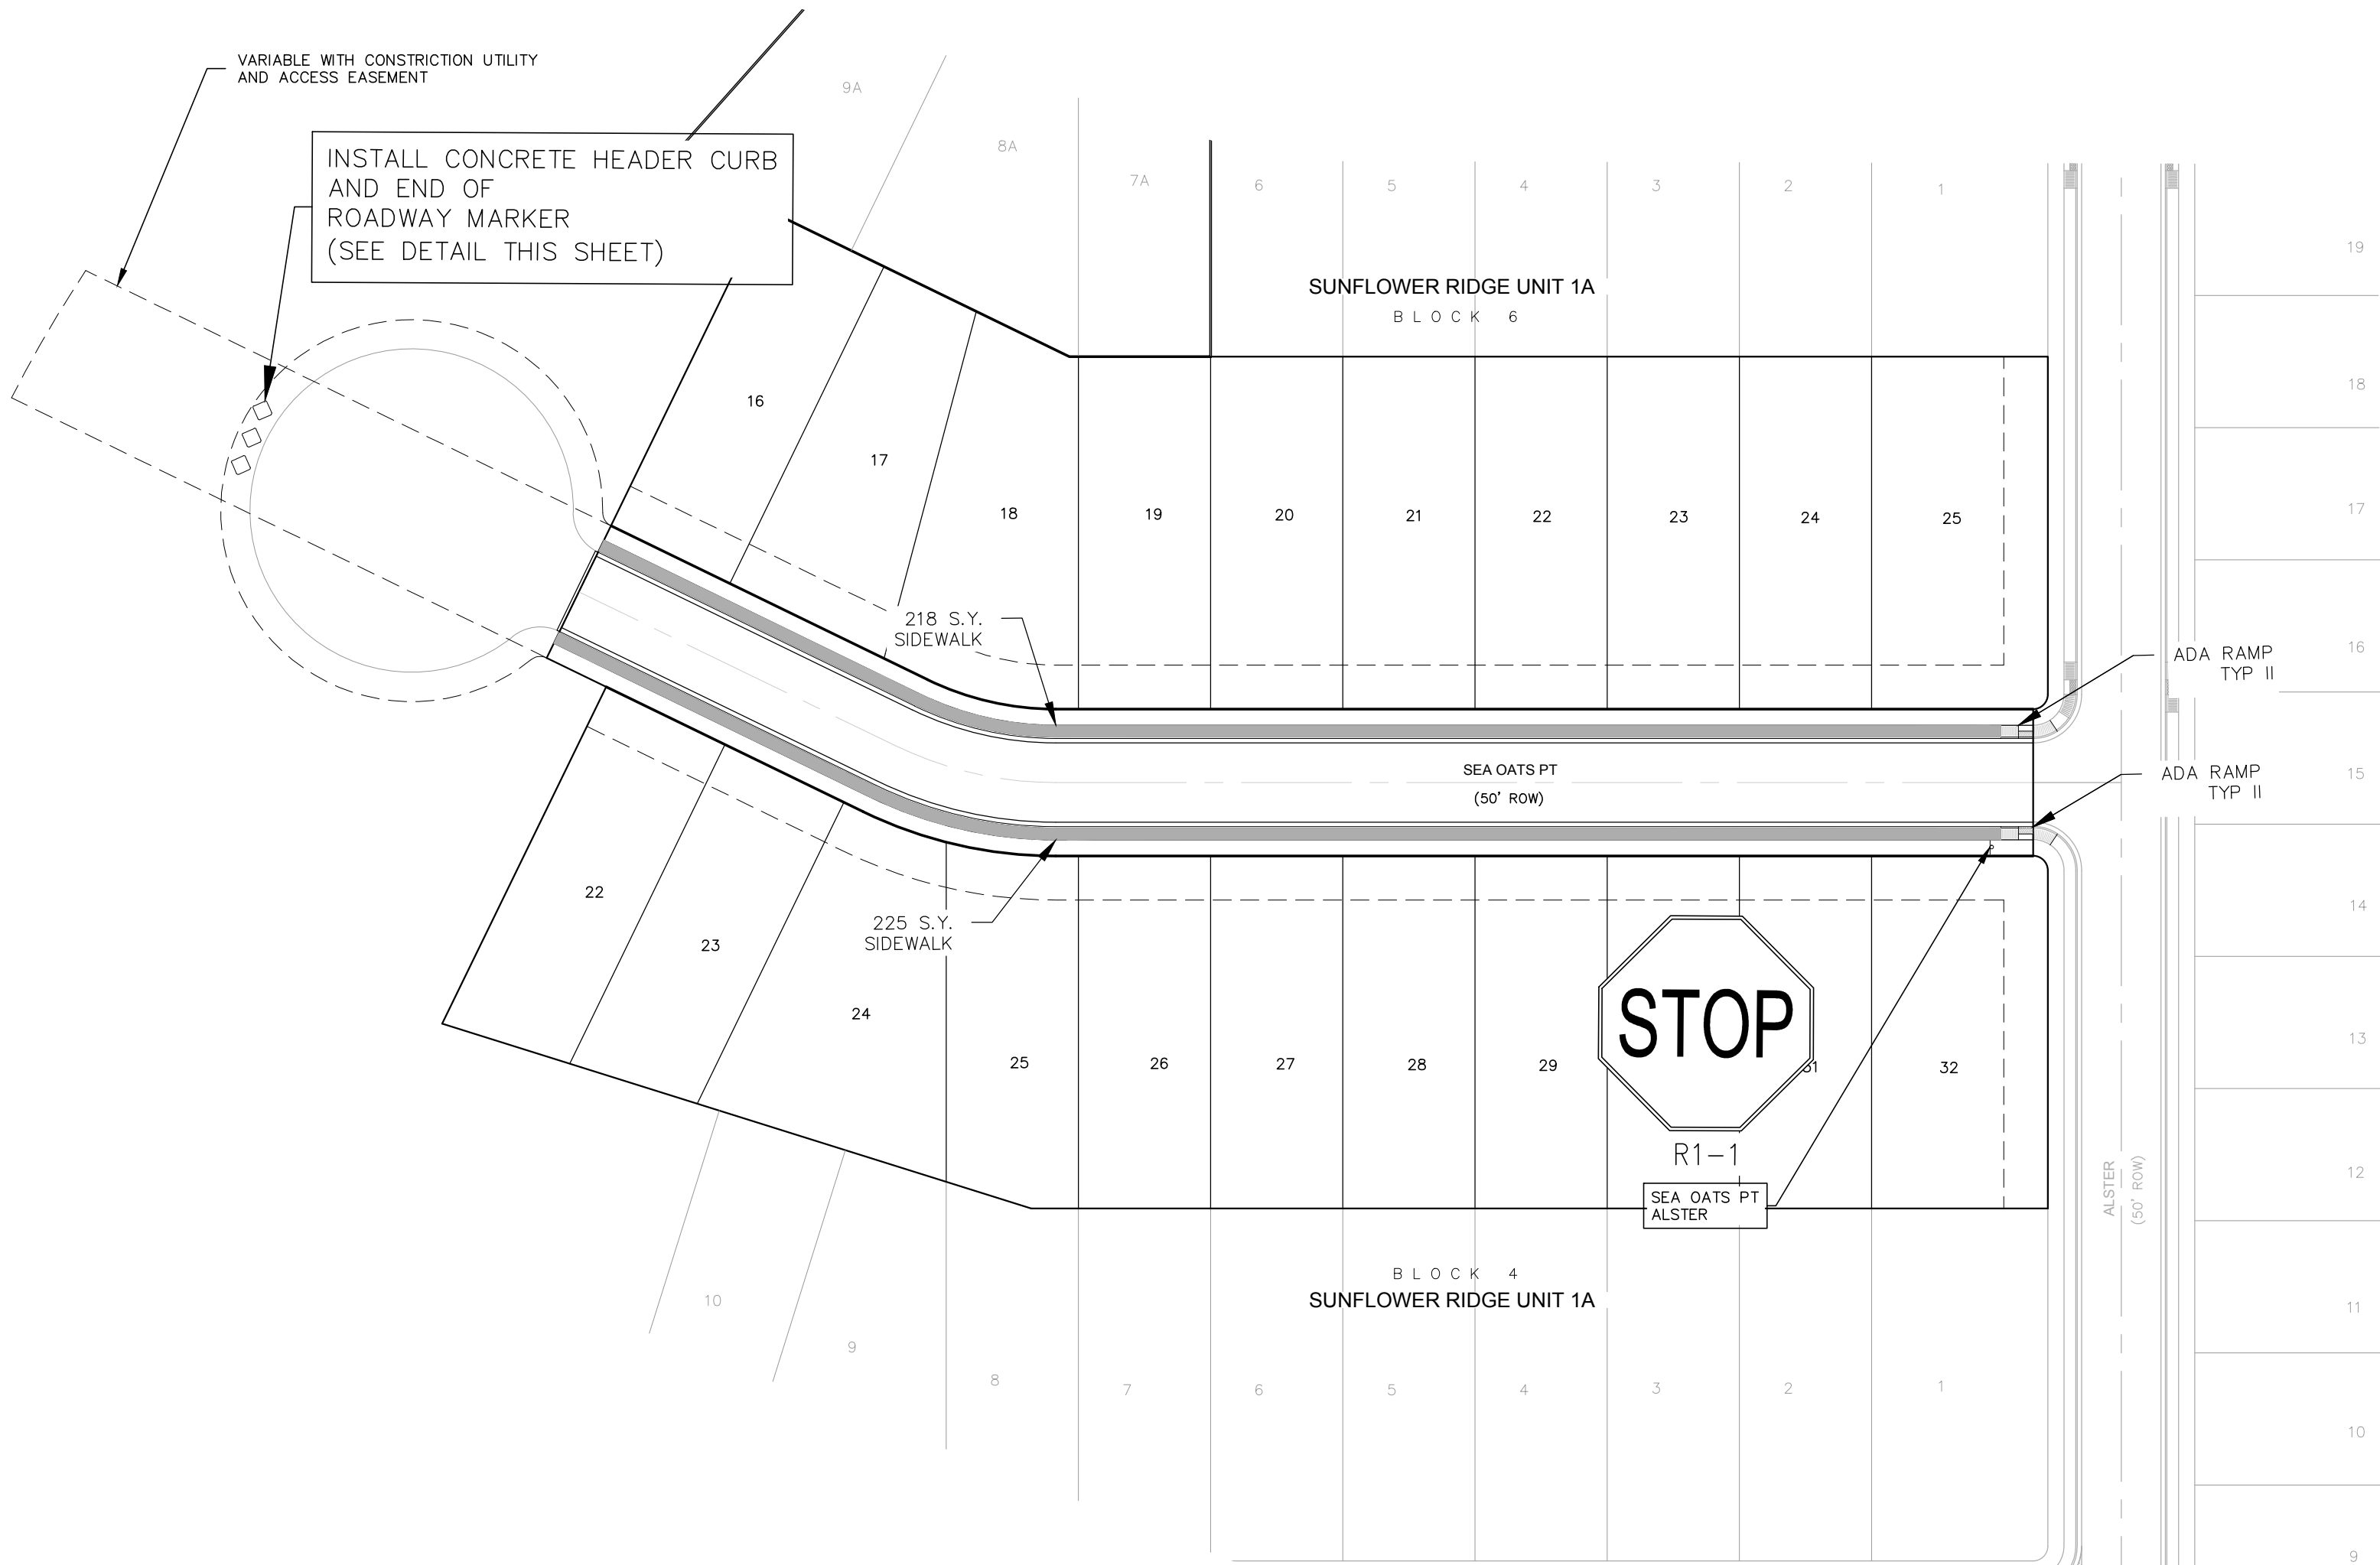 VARIABLE WITH CONSTRICTION UTILITY
AND ACCESS EASEMENT
INSTALL CONCRETE HEADER CURB
AND END OF
ROADWAY MARKER
(SEE DETAIL THIS SHEET)
9A
8A
7A
6
5
4
3
2
1
SUNFLOWER RIDGE UNIT 1A
BLOCK 6
16
17
18
19
20
21
22
23
24
25
218 S.Y.
SIDEWALK
ADA RAMP
TYP II
SEA OATS PT
(50' ROW)
ADA RAMP
TYP II
225 S.Y.
SIDEWALK
22
23
24
25
26
27
28
29
31
32
STOP
R1-1
SEA OATS PT
ALSTER
BLOCK 4
SUNFLOWER RIDGE UNIT 1A
10
9
8
7
6
5
4
3
2
1
ALSTER
(50' ROW)
19
18
17
16
15
14
13
12
11
10
9